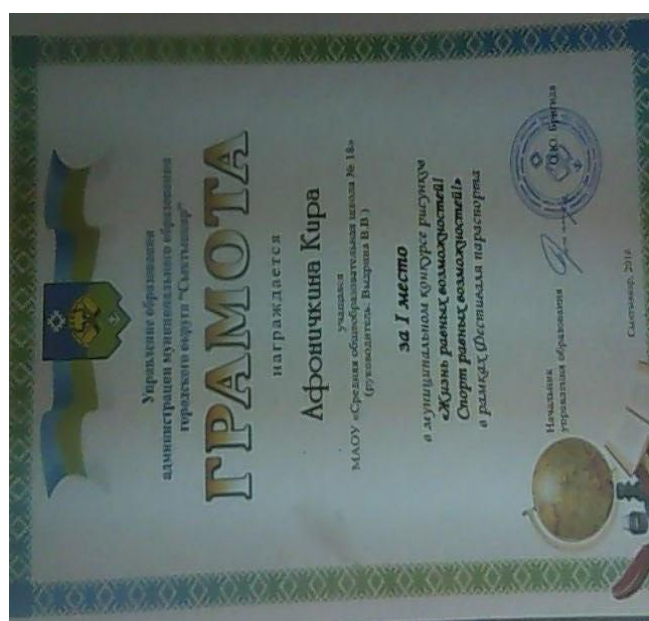 Управление образования
администрации муниципального образования
городского округа "Сыктывкар"
ГРАМОТА
награждается
Афоничкина Кира
учащаяся
МАОУ «Средняя общеобразовательная школа № 18»
(руководитель: Выдрина В.В.)
за I место
в муниципальном конкурсе рисунков
«Жизнь равных возможностей!
Спорт равных возможностей!»
в рамках Фестиваля параспорта
Начальник
управления образования
О.Ю. Бригида
Сыктывкар, 2016